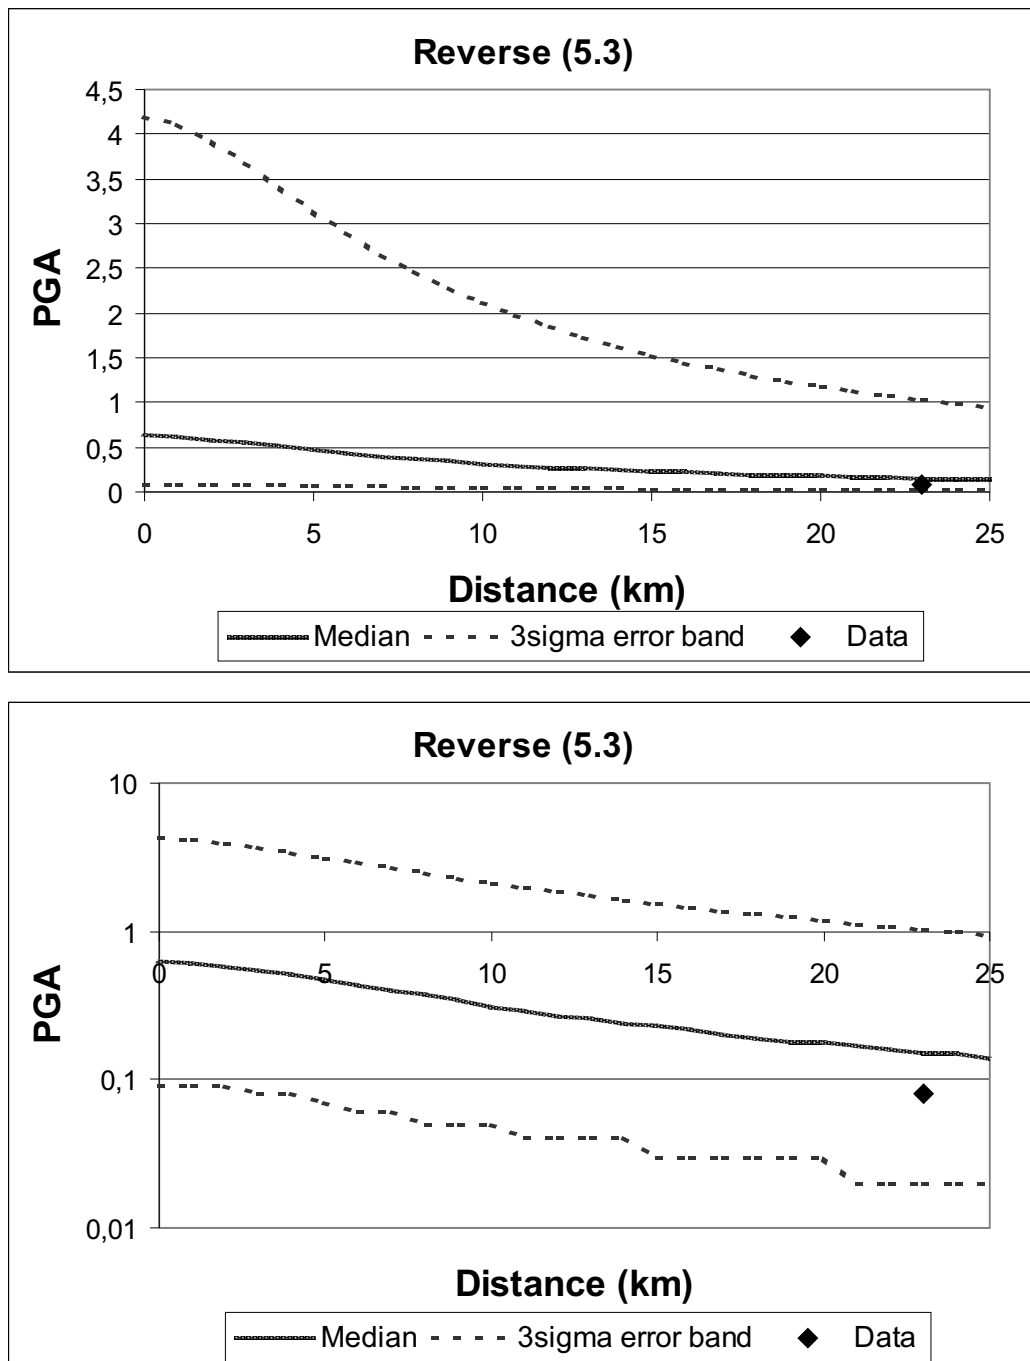 Reverse (5.3)
4,5
4
3,5
3
2,5
2
1,5
1
0,5
0
PGA
0 5 10 15 20 25
Distance (km)
Median 3sigma error band Data
Reverse (5.3)
10
1
0,1
0,01
PGA
0 5 10 15 20 25
Distance (km)
Median 3sigma error band Data